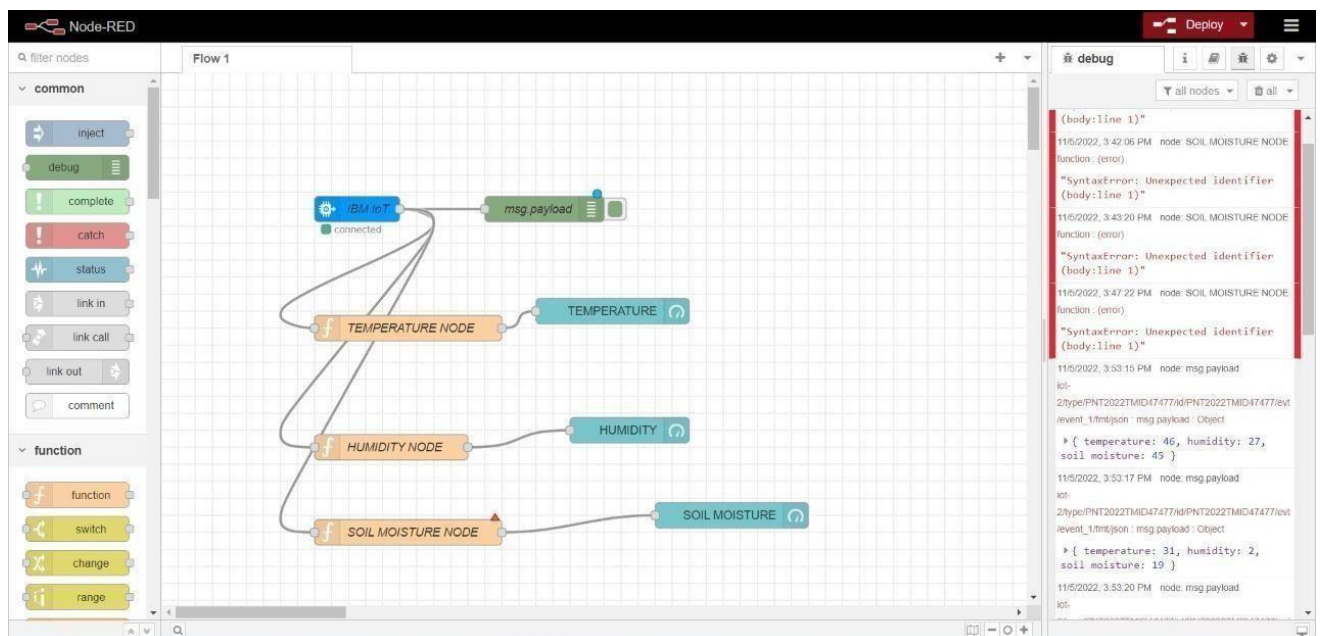 Node-RED
Deploy
filter nodes
Flow 1
debug
i
common
all nodes
all
inject
debug
complete
catch
status
link in
link call
link out
comment
function
function
switch
change
range
IBM IoT
connected
msg.payload
TEMPERATURE NODE
TEMPERATURE
HUMIDITY NODE
HUMIDITY
SOIL MOISTURE NODE
SOIL MOISTURE
(body:line 1)"
11/5/2022, 3:42:06 PM node: SOIL MOISTURE NODE
function : (error)
"SyntaxError: Unexpected identifier
(body:line 1)"
11/5/2022, 3:43:20 PM node: SOIL MOISTURE NODE
function : (error)
"SyntaxError: Unexpected identifier
(body:line 1)"
11/5/2022, 3:47:22 PM node: SOIL MOISTURE NODE
function : (error)
"SyntaxError: Unexpected identifier
(body:line 1)"
11/5/2022, 3:53:15 PM node: msg.payload
iot-
2/type/PNT2022TMID47477/id/PNT2022TMID47477/evt
/event_1/fmt/json : msg.payload : Object
{ temperature: 46, humidity: 27,
soil moisture: 45 }
11/5/2022, 3:53:17 PM node: msg.payload
iot-
2/type/PNT2022TMID47477/id/PNT2022TMID47477/evt
/event_1/fmt/json : msg.payload : Object
{ temperature: 31, humidity: 2,
soil moisture: 19 }
11/5/2022, 3:53:20 PM node: msg.payload
iot-